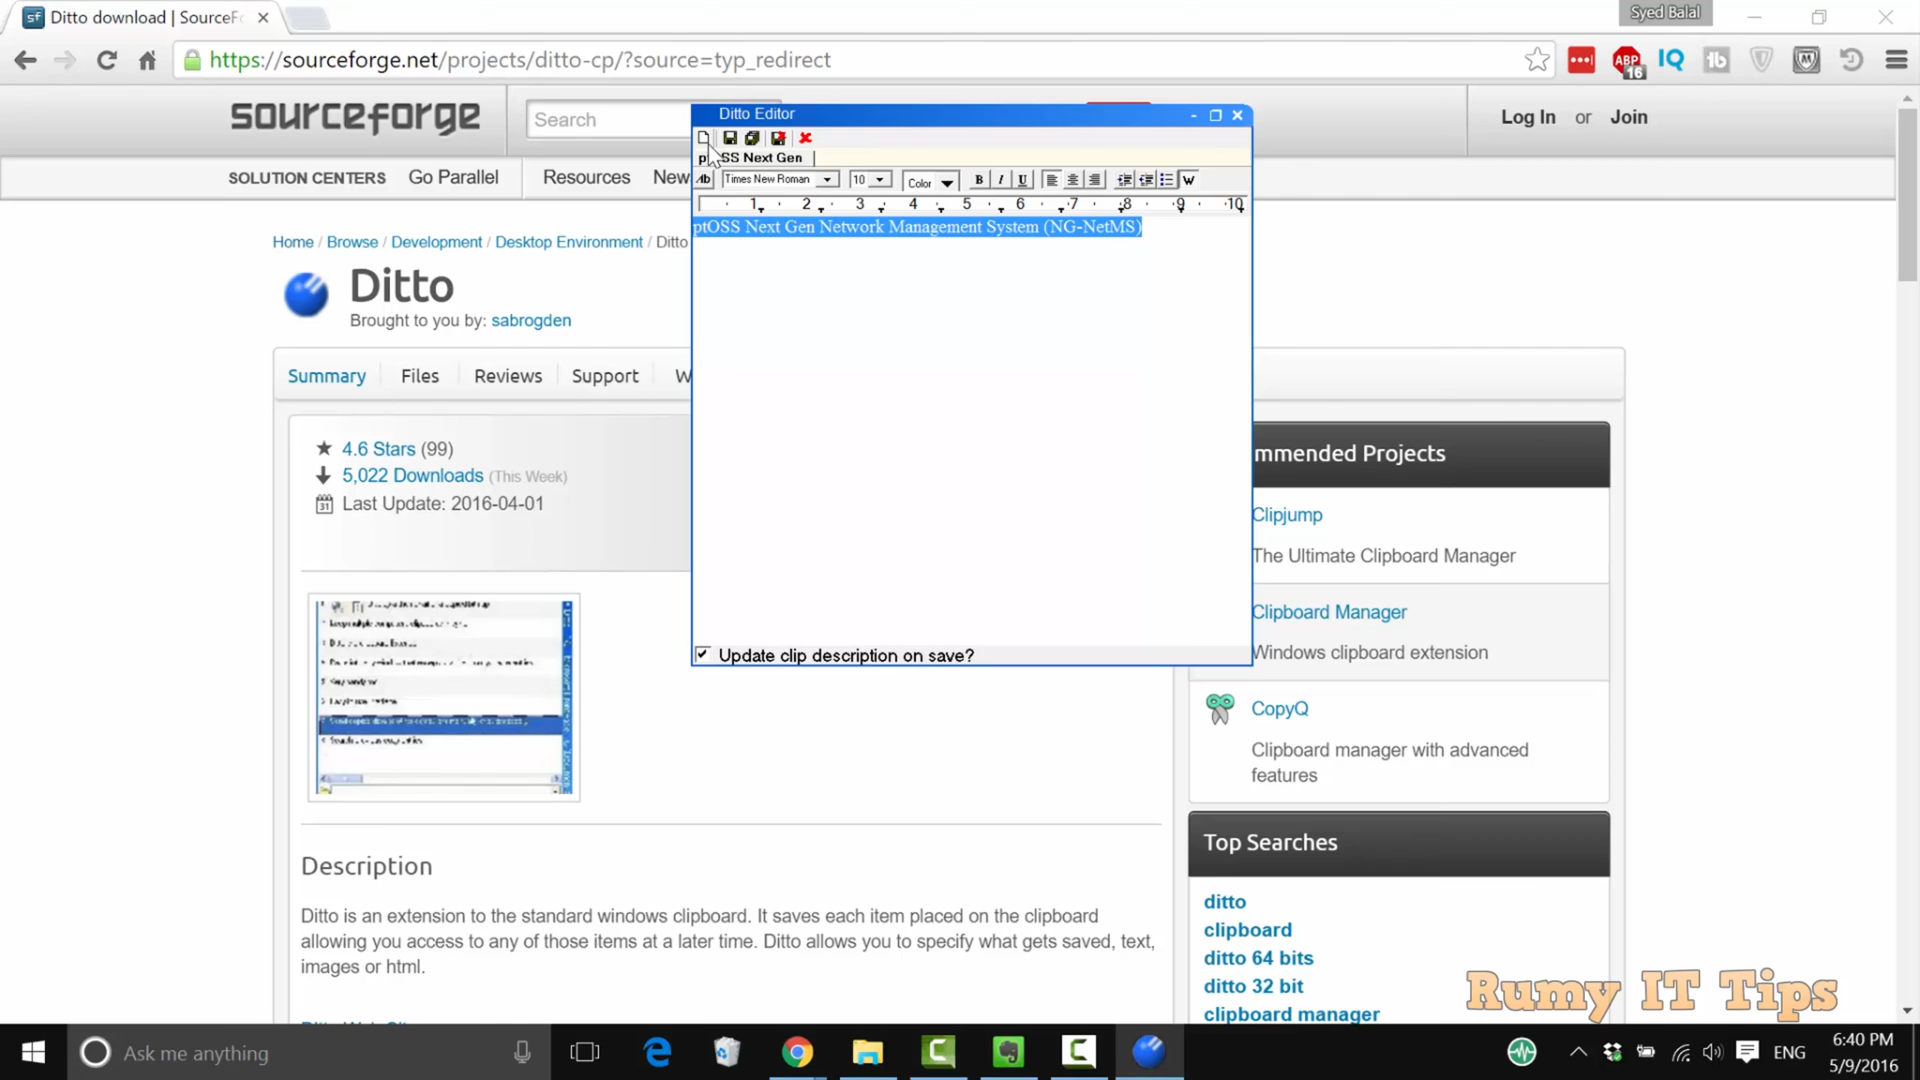 Ditto download | SourceF
Syed Balal
https://sourceforge.net/projects/ditto-cp/?source=typ_redirect
ABP
16
IQ
sourceforge
Search
Log In or Join
SOLUTION CENTERS Go Parallel Resources New
Ditto Editor
SS Next Gen
Ab Times New Roman 10 Color B I U W
1 2 3 4 5 6 7 8 9 10
ptOSS Next Gen Network Management System (NG-NetMS)
Update clip description on save?
Home / Browse / Development / Desktop Environment / Ditto
Ditto
Brought to you by: sabrogden
Summary Files Reviews Support W
4.6 Stars (99)
5,022 Downloads (This Week)
31 Last Update: 2016-04-01
Description
Ditto is an extension to the standard windows clipboard. It saves each item placed on the clipboard
allowing you access to any of those items at a later time. Ditto allows you to specify what gets saved, text,
images or html.
mmended Projects
Clipjump
The Ultimate Clipboard Manager
Clipboard Manager
Windows clipboard extension
CopyQ
Clipboard manager with advanced
features
Top Searches
ditto
clipboard
ditto 64 bits
ditto 32 bit
clipboard manager
Rumy IT Tips
Ask me anything
ENG
6:40 PM
5/9/2016